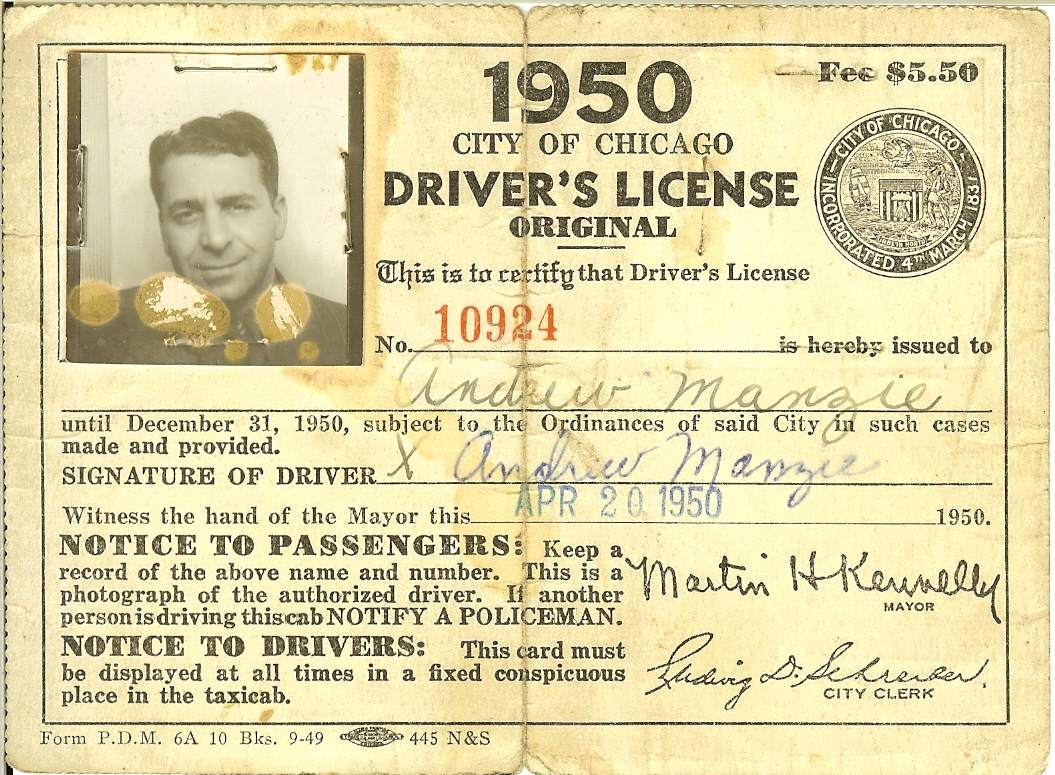 1950
Fee $5.50
CITY OF CHICAGO
DRIVER'S LICENSE
ORIGINAL
CITY OF CHICAGO
INCORPORATED 4TH MARCH 1837
This is to certify that Driver's License
No. 10924 is hereby issued to
Andrew Manzie
until December 31, 1950, subject to the Ordinances of said City in such cases
made and provided.
SIGNATURE OF DRIVER X Andrew Manzie
Witness the hand of the Mayor this APR 20 1950 1950.
NOTICE TO PASSENGERS: Keep a
record of the above name and number. This is a
photograph of the authorized driver. If another
person is driving this cab NOTIFY A POLICEMAN.
Martin H Kennelly
MAYOR
NOTICE TO DRIVERS: This card must
be displayed at all times in a fixed conspicuous
place in the taxicab.
Ludwig D. Schreiber.
CITY CLERK
Form P.D.M. 6A 10 Bks. 9-49 445 N&S